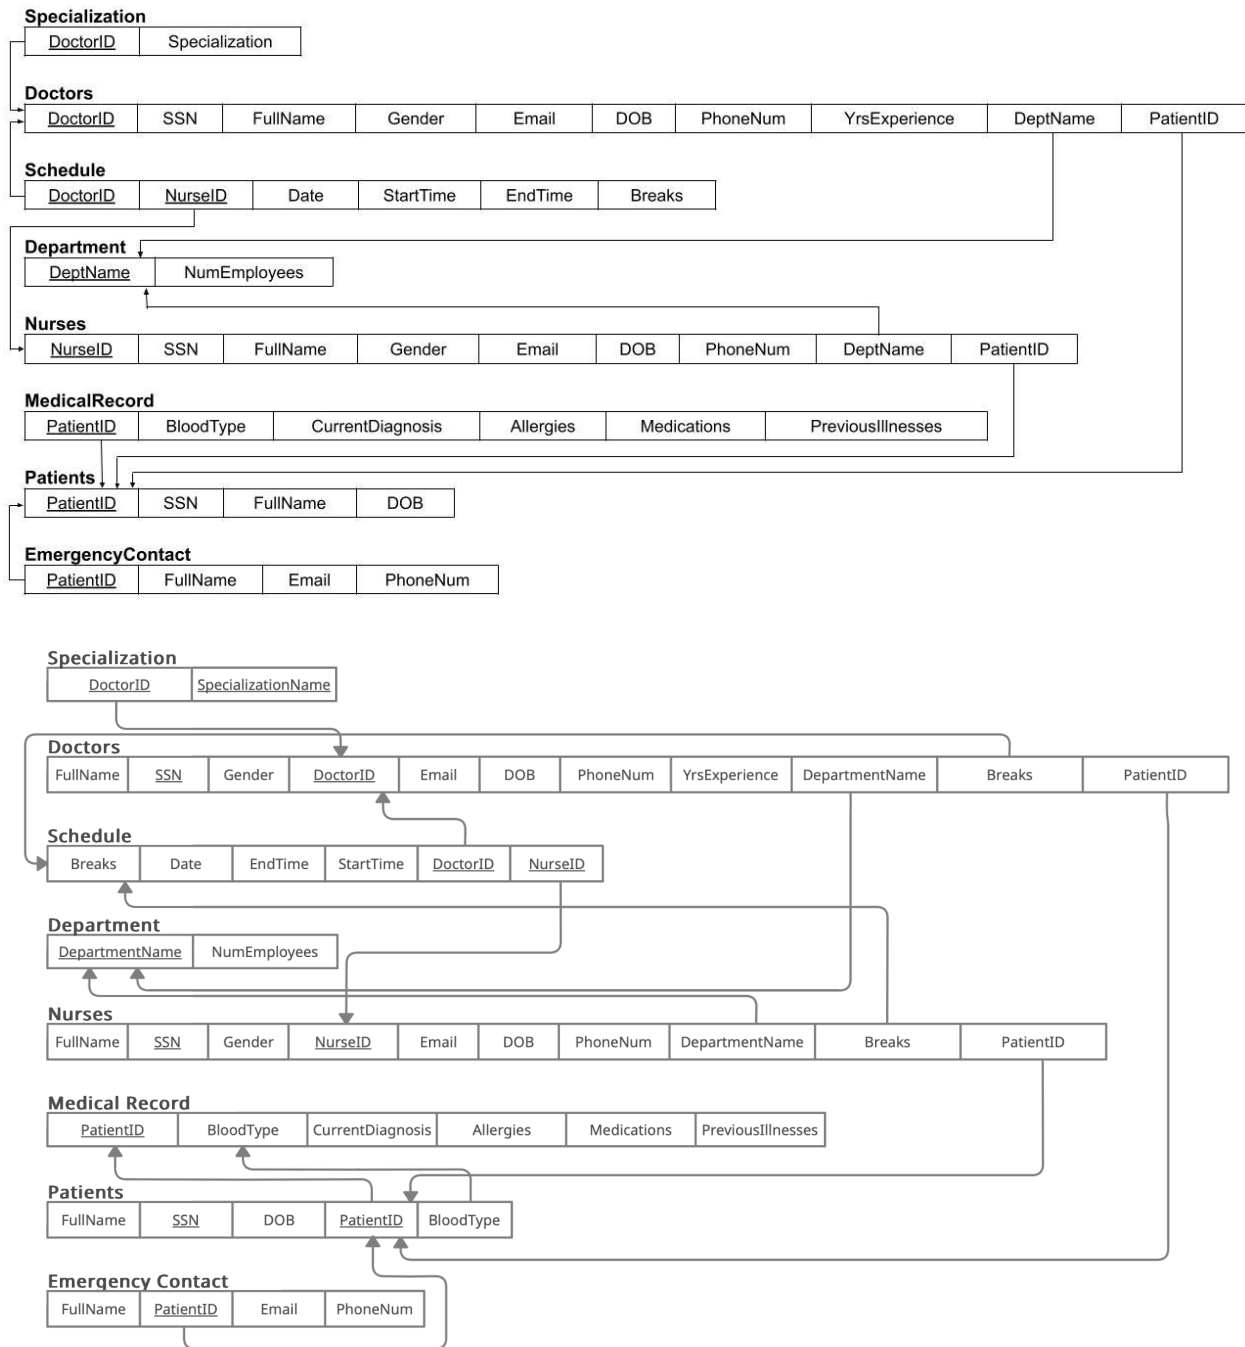 Specialization
DoctorID Specialization
Doctors
DoctorID SSN FullName Gender Email DOB PhoneNum YrsExperience DeptName PatientID
Schedule
DoctorID NurseID Date StartTime EndTime Breaks
Department
DeptName NumEmployees
Nurses
NurseID SSN FullName Gender Email DOB PhoneNum DeptName PatientID
MedicalRecord
PatientID BloodType CurrentDiagnosis Allergies Medications PreviousIllnesses
Patients
PatientID SSN FullName DOB
EmergencyContact
PatientID FullName Email PhoneNum
Specialization
DoctorID SpecializationName
Doctors
FullName SSN Gender DoctorID Email DOB PhoneNum YrsExperience DepartmentName Breaks PatientID
Schedule
Breaks Date EndTime StartTime DoctorID NurseID
Department
DepartmentName NumEmployees
Nurses
FullName SSN Gender NurseID Email DOB PhoneNum DepartmentName Breaks PatientID
Medical Record
PatientID BloodType CurrentDiagnosis Allergies Medications PreviousIllnesses
Patients
FullName SSN DOB PatientID BloodType
Emergency Contact
FullName PatientID Email PhoneNum